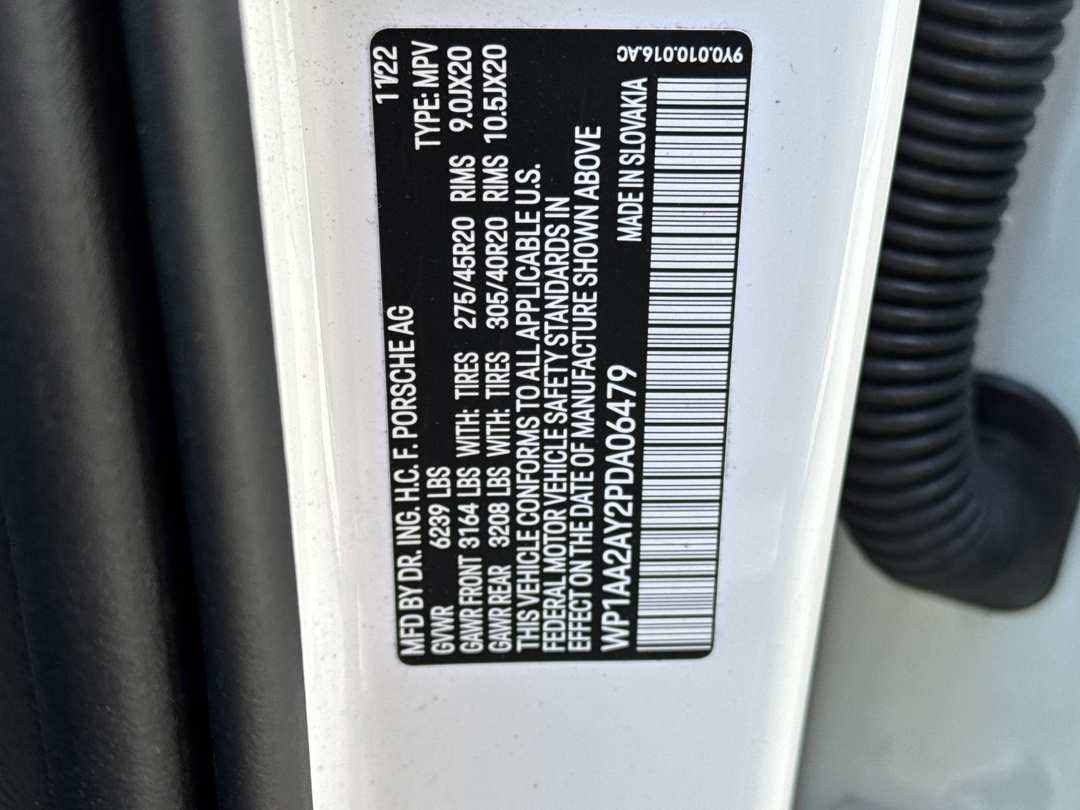 MFD BY DR. ING. H.C. F. PORSCHE AG 11/22
GVWR 6239 LBS TYPE: MPV
GAWR FRONT 3164 LBS WITH: TIRES 275/45R20 RIMS 9.0JX20
GAWR REAR 3208 LBS WITH: TIRES 305/40R20 RIMS 10.5JX20
THIS VEHICLE CONFORMS TO ALL APPLICABLE U.S.
FEDERAL MOTOR VEHICLE SAFETY STANDARDS IN
EFFECT ON THE DATE OF MANUFACTURE SHOWN ABOVE
WP1AA2AY2PDA06479 MADE IN SLOVAKIA
9Y0.010.016.AC